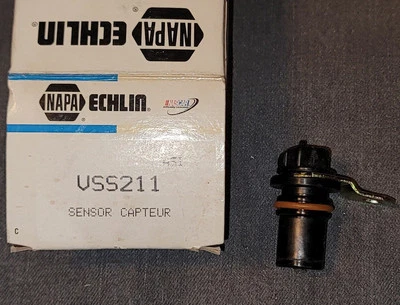 NAPA ECHLIN
NAPA ECHLIN
VSS211
SENSOR CAPTEUR
C